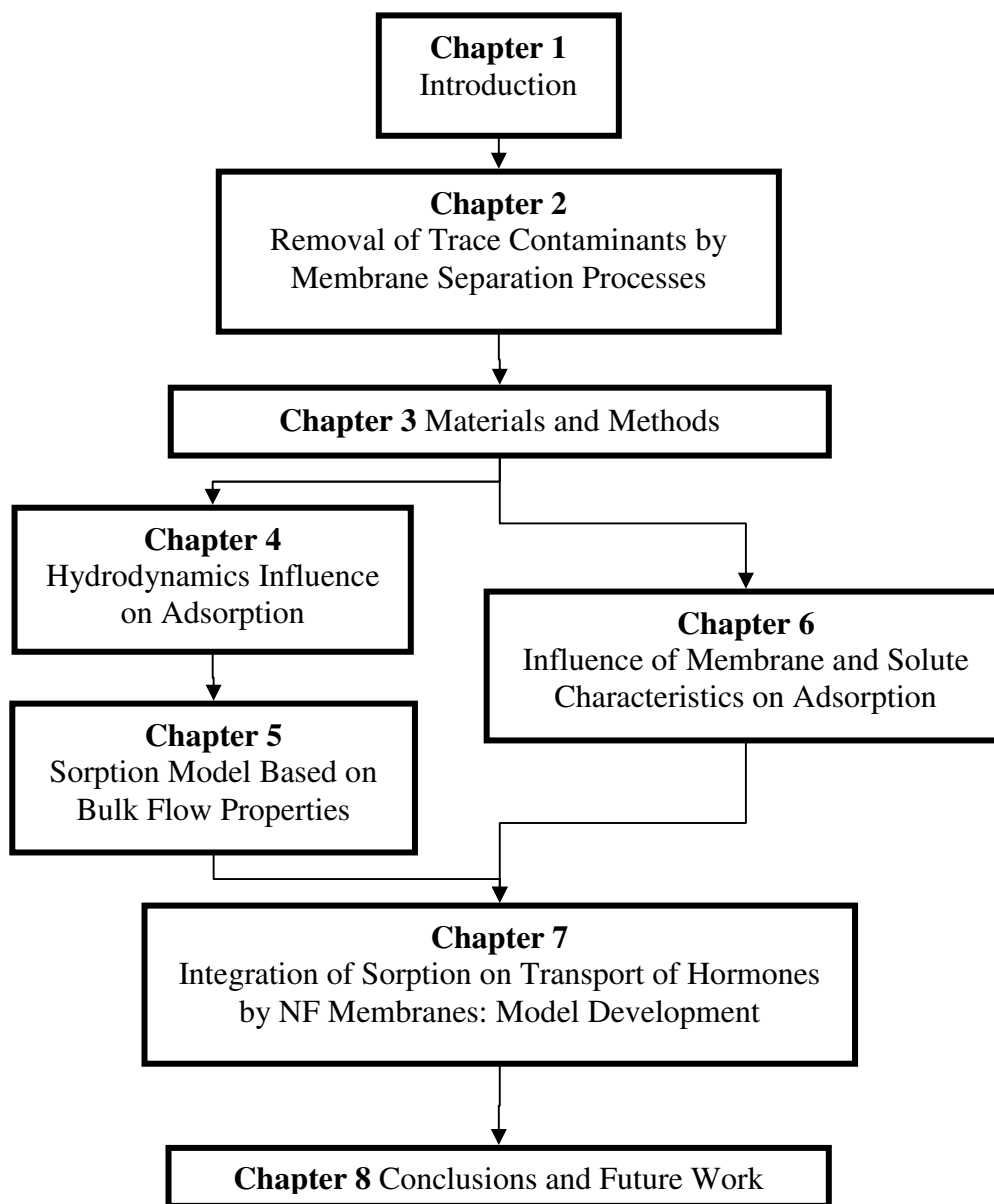 Chapter 1
Introduction
Chapter 2
Removal of Trace Contaminants by
Membrane Separation Processes
Chapter 3 Materials and Methods
Chapter 4
Hydrodynamics Influence
on Adsorption
Chapter 5
Sorption Model Based on
Bulk Flow Properties
Chapter 6
Influence of Membrane and Solute
Characteristics on Adsorption
Chapter 7
Integration of Sorption on Transport of Hormones
by NF Membranes: Model Development
Chapter 8 Conclusions and Future Work